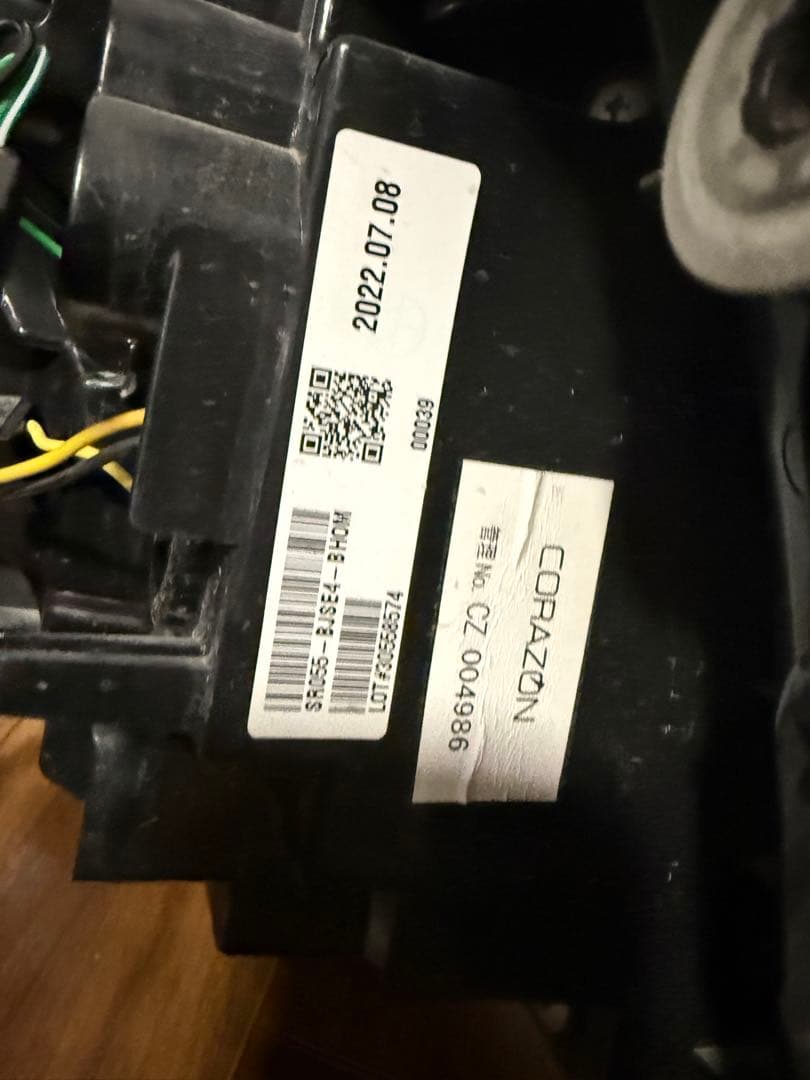 2022.07.08
00039
SR055-BJSE4-BHOM
LOT#30558574
CORAZON
管理No. CZ 004986